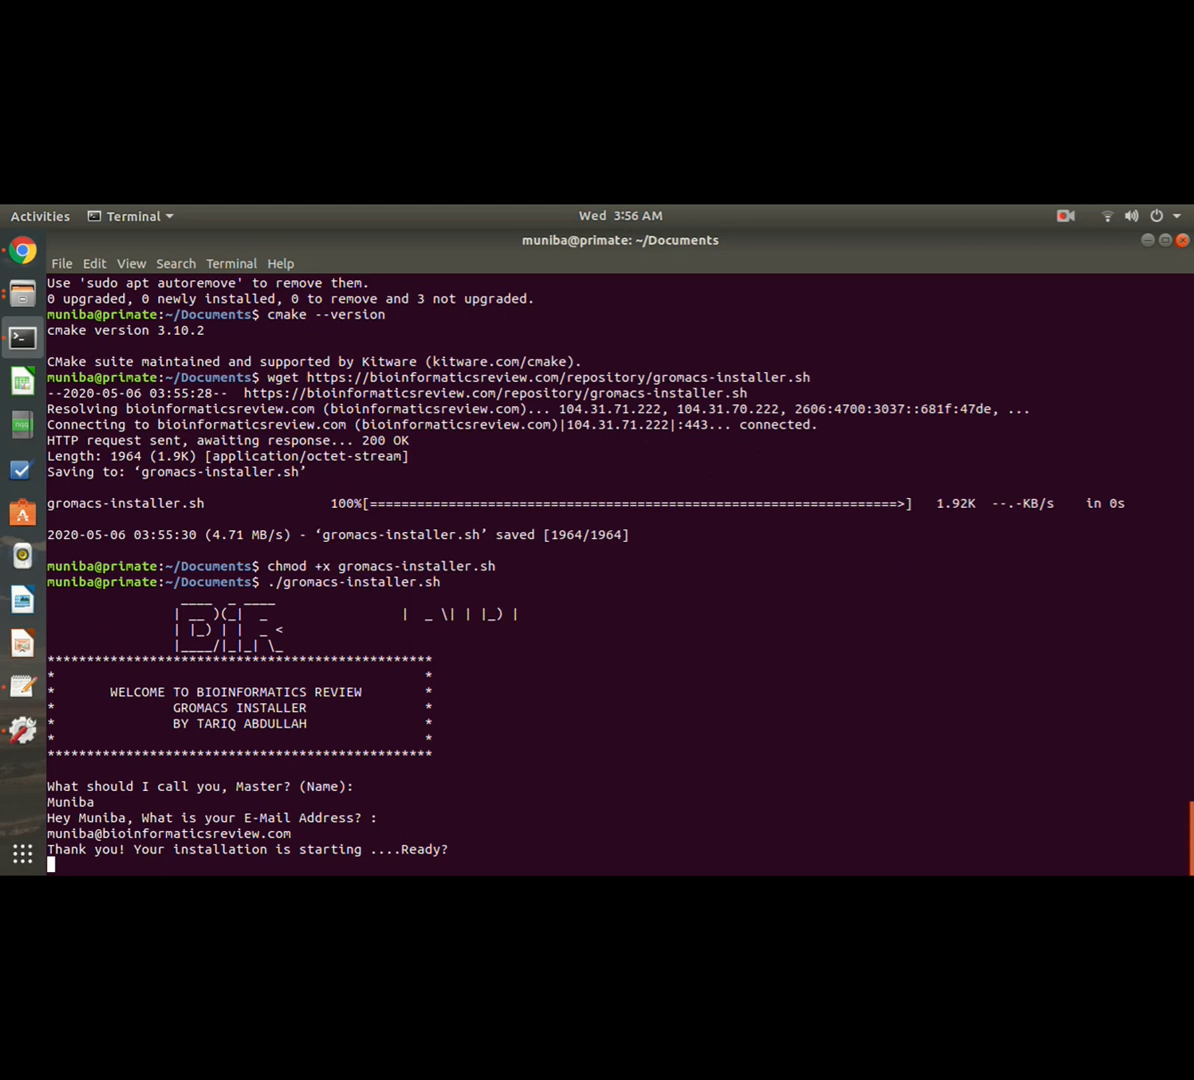 Activities Terminal Wed 3:56 AM
muniba@primate: ~/Documents
File Edit View Search Terminal Help
Use 'sudo apt autoremove' to remove them.
0 upgraded, 0 newly installed, 0 to remove and 3 not upgraded.
muniba@primate:~/Documents$ cmake --version
cmake version 3.10.2
CMake suite maintained and supported by Kitware (kitware.com/cmake).
muniba@primate:~/Documents$ wget https://bioinformaticsreview.com/repository/gromacs-installer.sh
--2020-05-06 03:55:28--  https://bioinformaticsreview.com/repository/gromacs-installer.sh
Resolving bioinformaticsreview.com (bioinformaticsreview.com)... 104.31.71.222, 104.31.70.222, 2606:4700:3037::681f:47de, ...
Connecting to bioinformaticsreview.com (bioinformaticsreview.com)|104.31.71.222|:443... connected.
HTTP request sent, awaiting response... 200 OK
Length: 1964 (1.9K) [application/octet-stream]
Saving to: ‘gromacs-installer.sh’
gromacs-installer.sh 100%[===================================================================>] 1.92K --.-KB/s in 0s
2020-05-06 03:55:30 (4.71 MB/s) - ‘gromacs-installer.sh’ saved [1964/1964]
muniba@primate:~/Documents$ chmod +x gromacs-installer.sh
muniba@primate:~/Documents$ ./gromacs-installer.sh
 ____  _ ____
| __ )(_|  _               |  _ \| | |_) |
| |_) | |  _ <
|____/|_|_| \_
*************************************************
* *
* WELCOME TO BIOINFORMATICS REVIEW *
* GROMACS INSTALLER *
* BY TARIQ ABDULLAH *
* *
*************************************************
What should I call you, Master? (Name):
Muniba
Hey Muniba, What is your E-Mail Address? :
muniba@bioinformaticsreview.com
Thank you! Your installation is starting ....Ready?